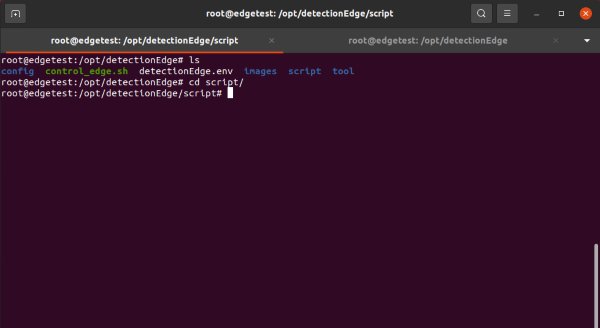 root@edgetest: /opt/detectionEdge/script
root@edgetest: /opt/detectionEdge/script
root@edgetest: /opt/detectionEdge
root@edgetest:/opt/detectionEdge# ls
config control_edge.sh detectionEdge.env images script tool
root@edgetest:/opt/detectionEdge# cd script/
root@edgetest:/opt/detectionEdge/script#